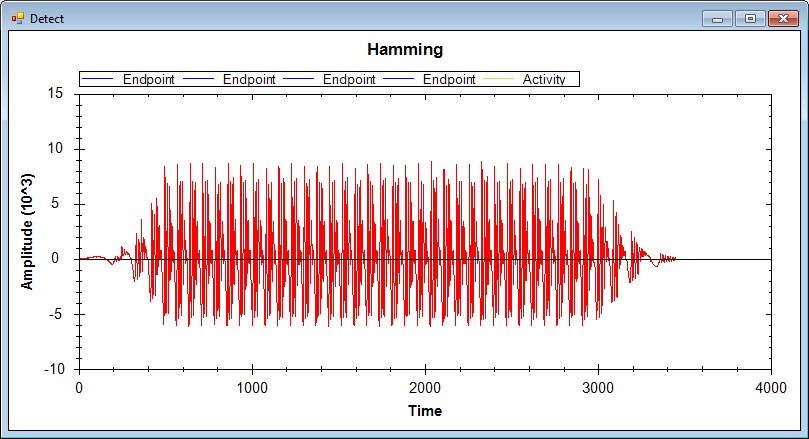 Detect
Hamming
Endpoint Endpoint Endpoint Endpoint Activity
15
10
5
0
-5
-10
Amplitude (10^3)
0 1000 2000 3000 4000
Time